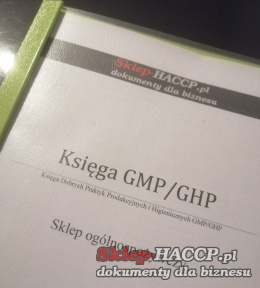 Sklep-HACCP.pl
dokumenty dla biznesu
Księga GMP/GHP
Księga Dobrych Praktyk Produkcyjnych i Higienicznych GMP/GHP
Sklep
Sklep-HACCP.pl
dokumenty dla biznesu